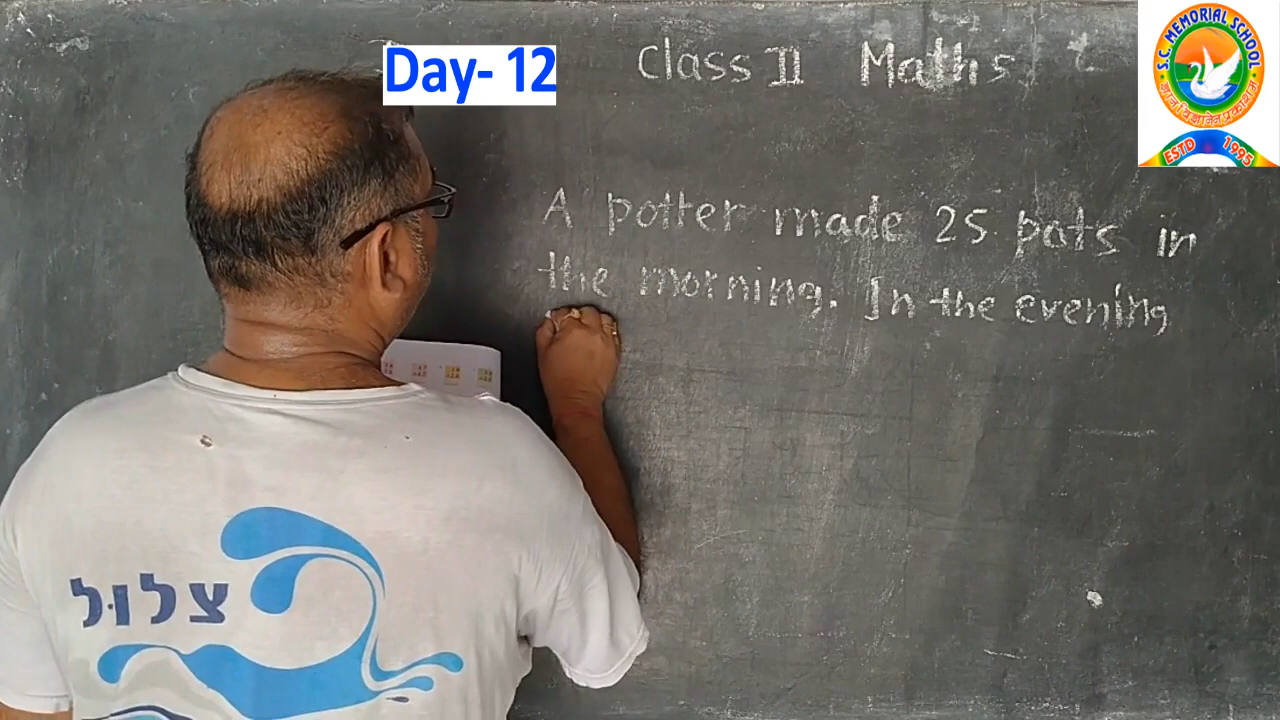 Day- 12
Class II Maths
S.C. MEMORIAL SCHOOL
ESTD 1995
A potter made 25 pots in
the morning. In the evening
צלול